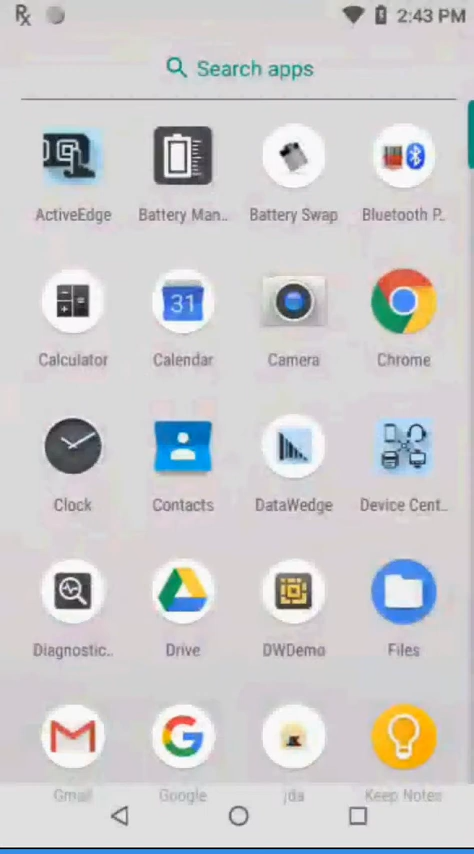 2:43 PM
Search apps
ActiveEdge
Battery Man..
Battery Swap
Bluetooth P..
31
Calculator
Calendar
Camera
Chrome
Clock
Contacts
DataWedge
Device Cent..
Diagnostic..
Drive
DWDemo
Files
Gmail
Google
jda
Keep Notes